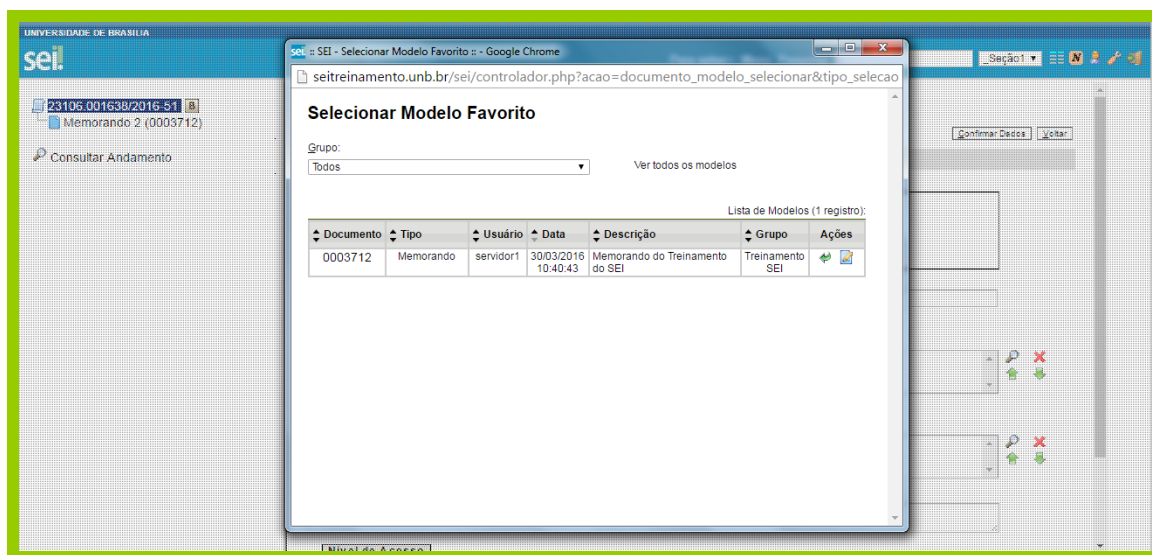 UNIVERSIDADE DE BRASILIA
sei!
23106.001638/2016-51
Memorando 2 (0003712)
Consultar Andamento
sei. :: SEI - Selecionar Modelo Favorito :: - Google Chrome
seitreinamento.unb.br/sei/controlador.php?acao=documento_modelo_selecionar&tipo_selecao
Selecionar Modelo Favorito
Grupo:
Todos
Ver todos os modelos
Lista de Modelos (1 registro):
Documento Tipo Usuário Data Descrição Grupo Ações
0003712 Memorando servidor1 30/03/2016 Memorando do Treinamento Treinamento
10:40:43 do SEI SEI
_Seção1
N
Confirmar Dados Voltar
Nível de Acesso